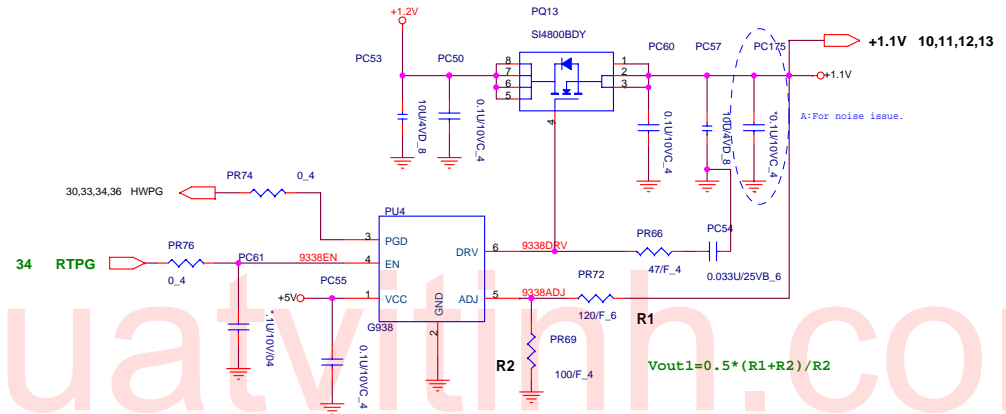 +1.2V
PQ13
SI4800BDY
PC53
PC50
PC60
PC57
PC175
+1.1V 10,11,12,13
+1.1V
8
7
6
5
1
2
3
4
10U/4VD_8
0.1U/10VC_4
0.1U/10VC_4
10U/4VD_8
*0.1U/10VC_4
A:For noise issue.
30,33,34,36 HWPG
PR74
0_4
PU4
34 RTPG
PR76
0_4
PC61
9338EN
+5V
PC55
3
4
1
PGD
EN
VCC
GND
DRV
ADJ
6
5
2
G938
9338DRV
PR66
47/F_4
PC54
0.033U/25VB_6
9338ADJ
PR72
120/F_6
R1
R2
PR69
100/F_4
*.1U/10V/04
0.1U/10VC_4
Vout1=0.5*(R1+R2)/R2
uatvitinh.co